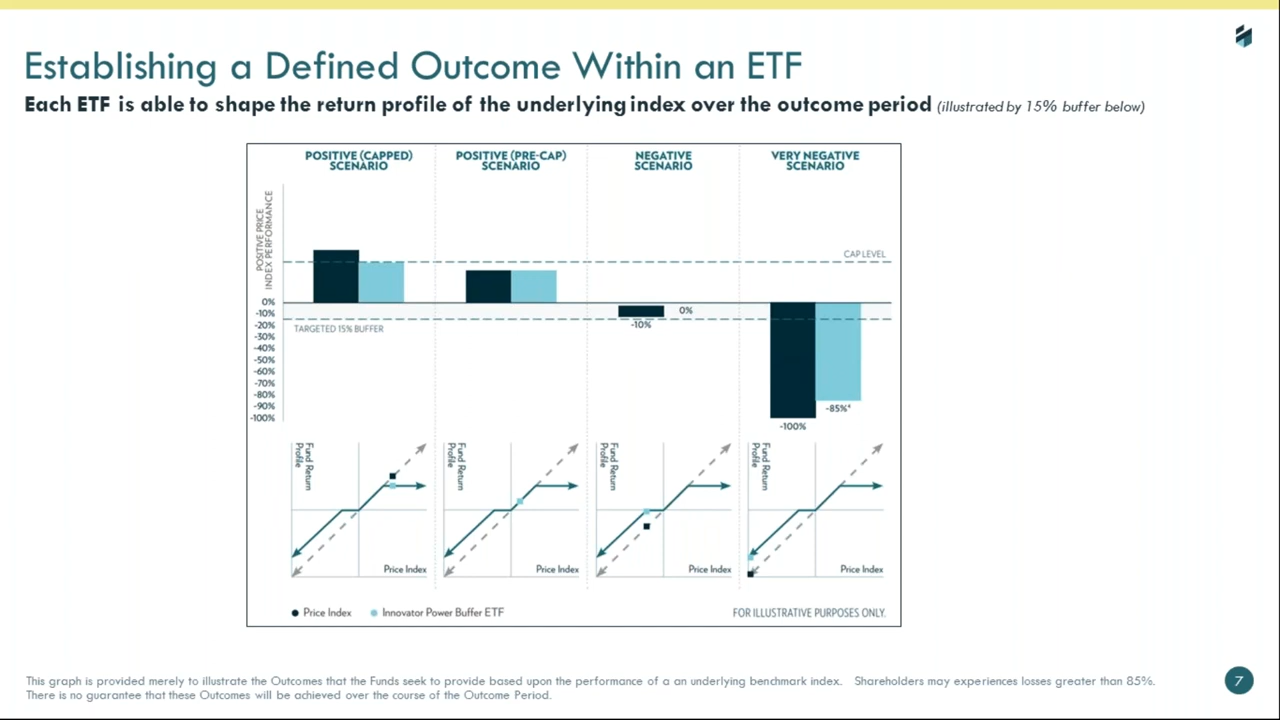 Establishing a Defined Outcome Within an ETF
Each ETF is able to shape the return profile of the underlying index over the outcome period (illustrated by 15% buffer below)
POSITIVE (CAPPED)
SCENARIO
POSITIVE (PRE-CAP)
SCENARIO
NEGATIVE
SCENARIO
VERY NEGATIVE
SCENARIO
POSITIVE PRICE
INDEX PERFORMANCE
CAP LEVEL
0%
-10%
-20%
-30%
-40%
-50%
-60%
-70%
-80%
-90%
-100%
TARGETED 15% BUFFER
0%
-10%
-85%*
-100%
Fund Return
Profile
Price Index
Fund Return
Profile
Price Index
Fund Return
Profile
Price Index
Fund Return
Profile
Price Index
Price Index
Innovator Power Buffer ETF
FOR ILLUSTRATIVE PURPOSES ONLY.
This graph is provided merely to illustrate the Outcomes that the Funds seek to provide based upon the performance of a an underlying benchmark index. Shareholders may experiences losses greater than 85%.
There is no guarantee that these Outcomes will be achieved over the course of the Outcome Period.
7